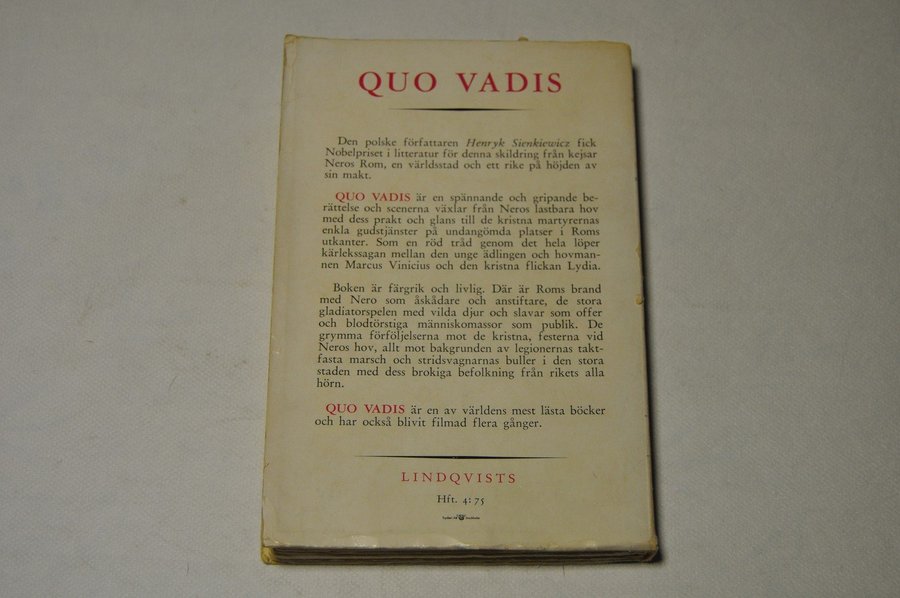 QUO VADIS
Den polske författaren Henryk Sienkiewicz fick
Nobelpriset i litteratur för denna skildring från kejsar
Neros Rom, en världsstad och ett rike på höjden av
sin makt.
QUO VADIS är en spännande och gripande be-
rättelse och scenerna växlar från Neros lastbara hov
med dess prakt och glans till de kristna martyrernas
enkla gudstjänster på undangömda platser i Roms
utkanter. Som en röd tråd genom det hela löper
kärlekssagan mellan den unge ädlingen och hovman-
nen Marcus Vinicius och den kristna flickan Lydia.
Boken är färgrik och livlig. Där är Roms brand
med Nero som åskådare och anstiftare, de stora
gladiatorspelen med vilda djur och slavar som offer
och blodtörstiga människomassor som publik. De
grymma förföljelserna mot de kristna, festerna vid
Neros hov, allt mot bakgrunden av legionernas takt-
fasta marsch och stridsvagnarnas buller i den stora
staden med dess brokiga befolkning från rikets alla
hörn.
QUO VADIS är en av världens mest lästa böcker
och har också blivit filmad flera gånger.
LINDQVISTS
Hft. 4:75